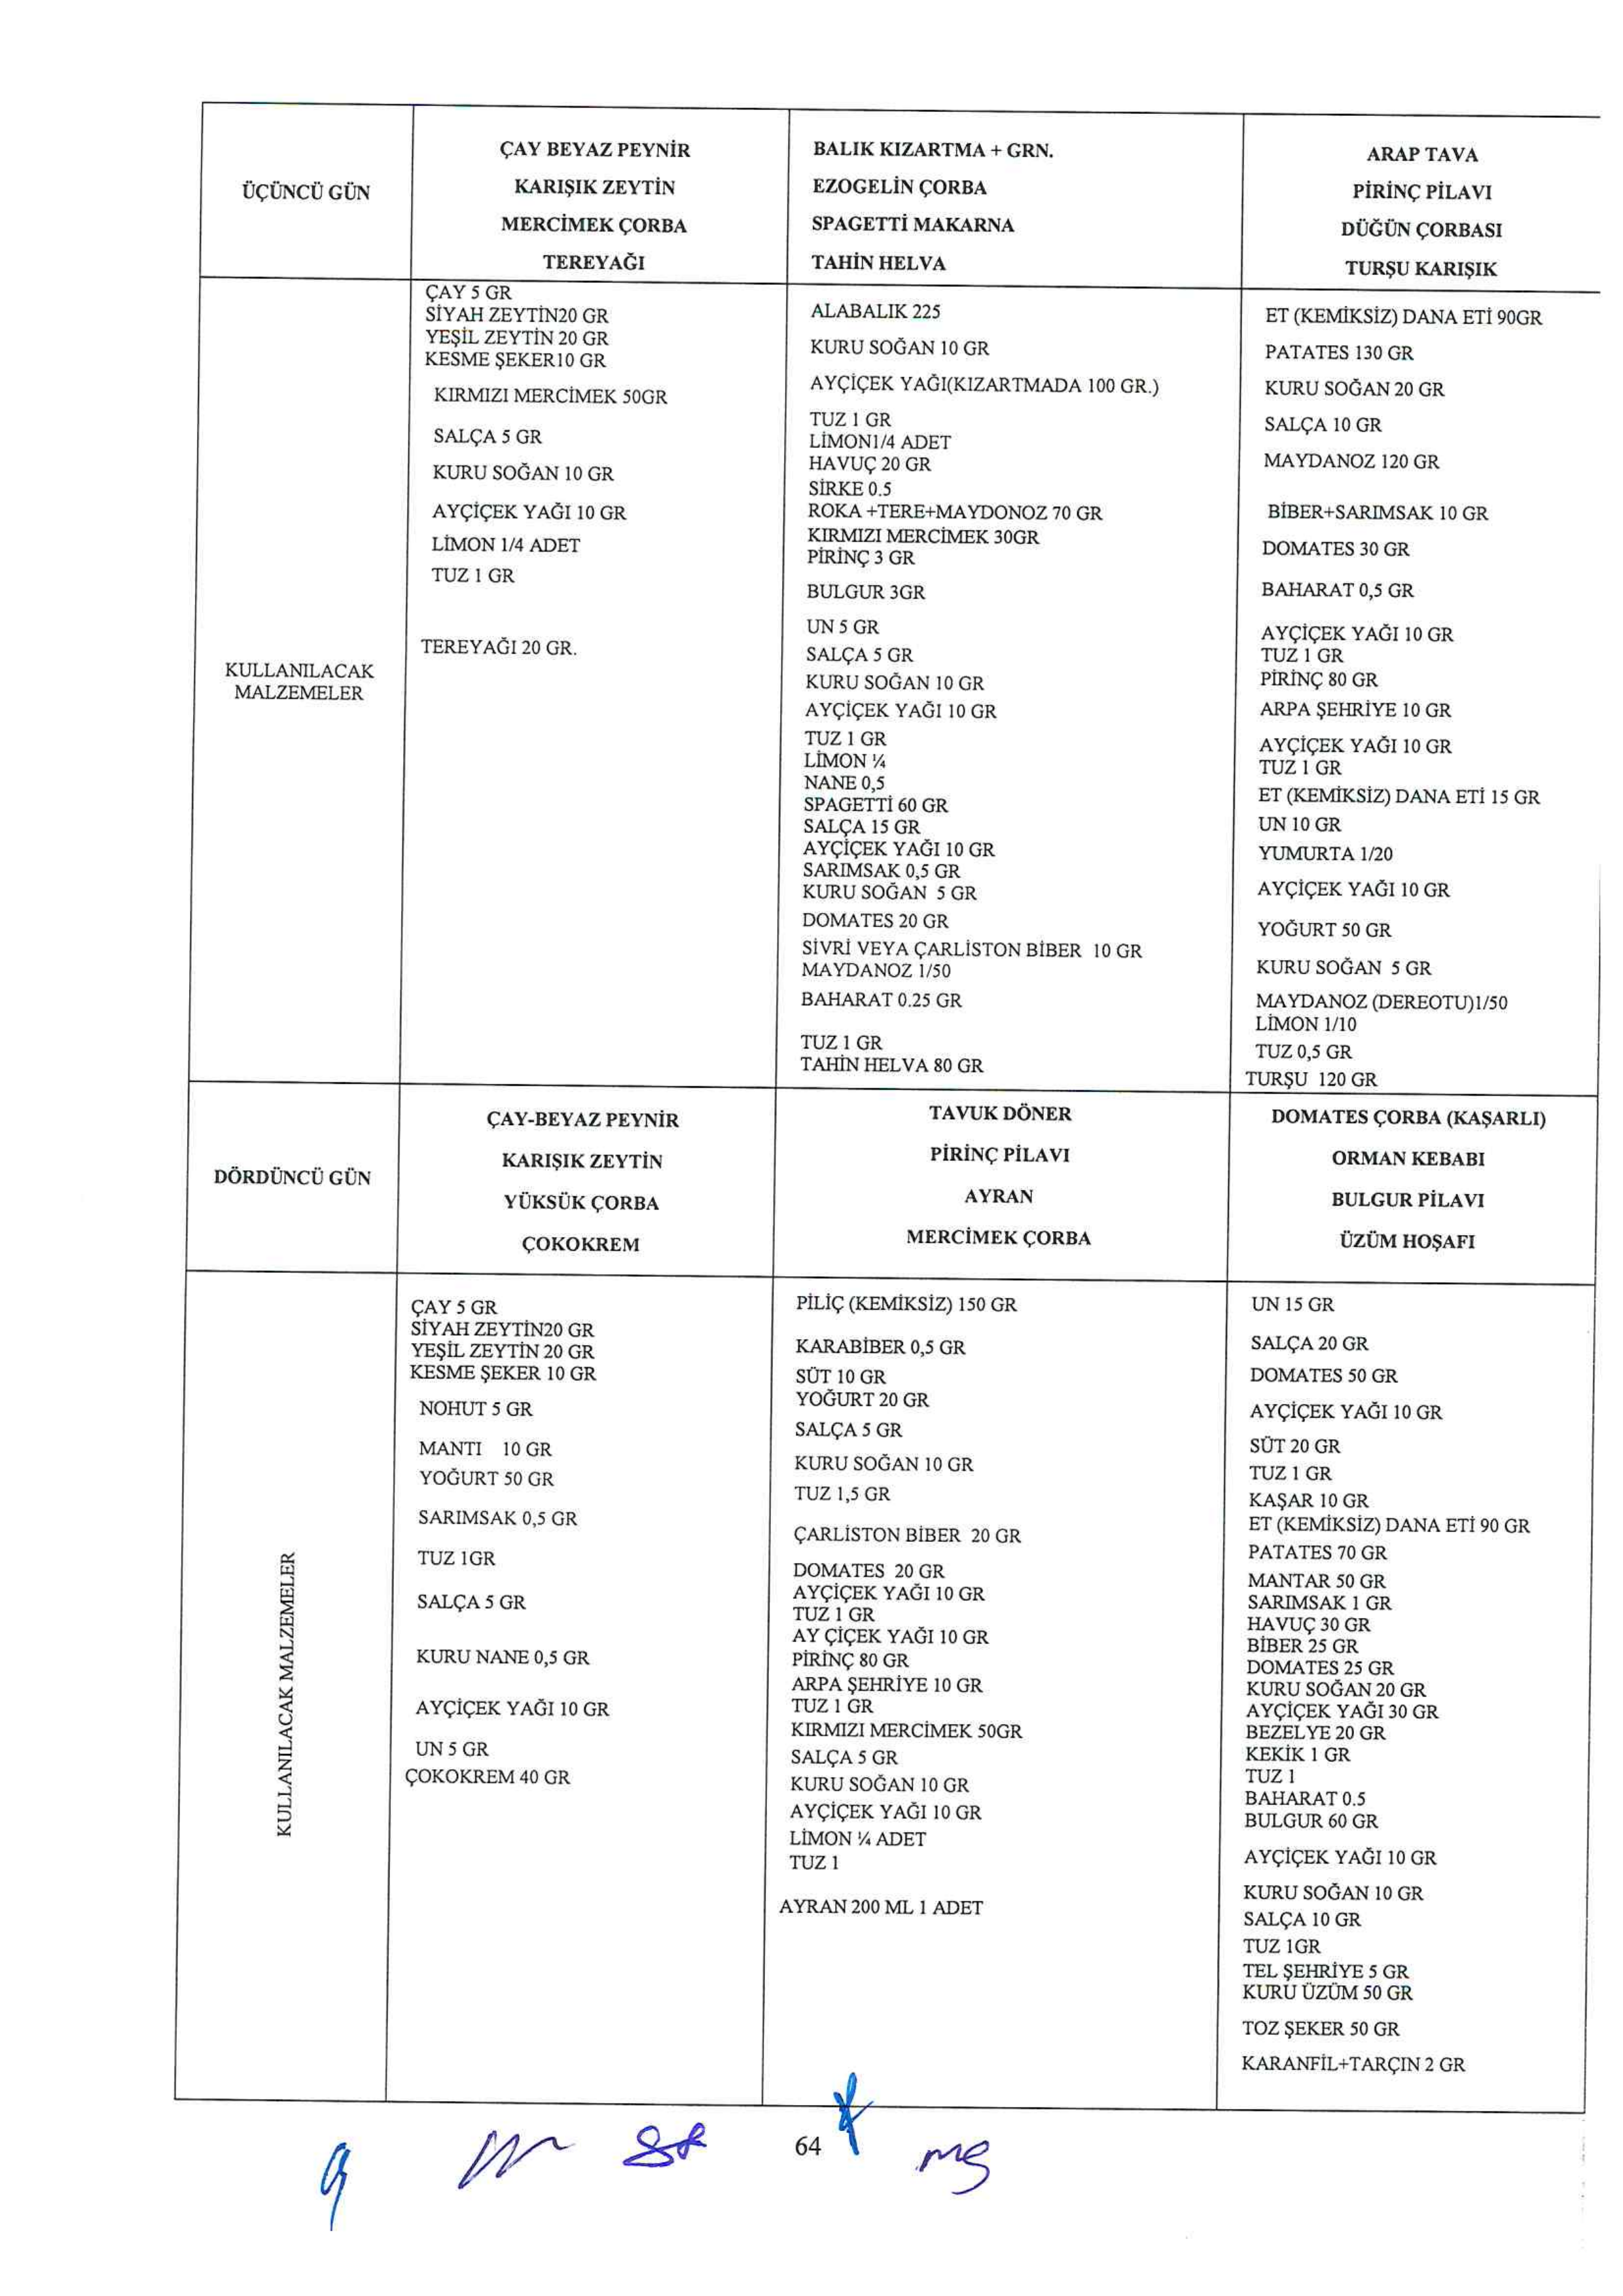 ÜÇÜNCÜ GÜN
ÇAY BEYAZ PEYNİR
KARIŞIK ZEYTİN
MERCİMEK ÇORBA
TEREYAĞI
BALIK KIZARTMA + GRN.
EZOGELİN ÇORBA
SPAGETTİ MAKARNA
TAHİN HELVA
ARAP TAVA
PİRİNÇ PİLAVI
DÜĞÜN ÇORBASI
TURŞU KARIŞIK
KULLANILACAK
MALZEMELER
ÇAY 5 GR
SİYAH ZEYTİN20 GR
YEŞİL ZEYTİN 20 GR
KESME ŞEKER10 GR
KIRMIZI MERCİMEK 50GR
SALÇA 5 GR
KURU SOĞAN 10 GR
AYÇİÇEK YAĞI 10 GR
LİMON 1/4 ADET
TUZ 1 GR
TEREYAĞI 20 GR.
ALABALIK 225
KURU SOĞAN 10 GR
AYÇİÇEK YAĞI(KIZARTMADA 100 GR.)
TUZ 1 GR
LİMON1/4 ADET
HAVUÇ 20 GR
SİRKE 0.5
ROKA +TERE+MAYDONOZ 70 GR
KIRMIZI MERCİMEK 30GR
PİRİNÇ 3 GR
BULGUR 3GR
UN 5 GR
SALÇA 5 GR
KURU SOĞAN 10 GR
AYÇİÇEK YAĞI 10 GR
TUZ 1 GR
LİMON ¼
NANE 0,5
SPAGETTİ 60 GR
SALÇA 15 GR
AYÇİÇEK YAĞI 10 GR
SARIMSAK 0,5 GR
KURU SOĞAN 5 GR
DOMATES 20 GR
SİVRİ VEYA ÇARLİSTON BİBER 10 GR
MAYDANOZ 1/50
BAHARAT 0.25 GR
TUZ 1 GR
TAHİN HELVA 80 GR
ET (KEMİKSİZ) DANA ETİ 90GR
PATATES 130 GR
KURU SOĞAN 20 GR
SALÇA 10 GR
MAYDANOZ 120 GR
BİBER+SARIMSAK 10 GR
DOMATES 30 GR
BAHARAT 0,5 GR
AYÇİÇEK YAĞI 10 GR
TUZ 1 GR
PİRİNÇ 80 GR
ARPA ŞEHRİYE 10 GR
AYÇİÇEK YAĞI 10 GR
TUZ 1 GR
ET (KEMİKSİZ) DANA ETİ 15 GR
UN 10 GR
YUMURTA 1/20
AYÇİÇEK YAĞI 10 GR
YOĞURT 50 GR
KURU SOĞAN 5 GR
MAYDANOZ (DEREOTU)1/50
LİMON 1/10
TUZ 0,5 GR
TURŞU 120 GR
DÖRDÜNCÜ GÜN
ÇAY-BEYAZ PEYNİR
KARIŞIK ZEYTİN
YÜKSÜK ÇORBA
ÇOKOKREM
TAVUK DÖNER
PİRİNÇ PİLAVI
AYRAN
MERCİMEK ÇORBA
DOMATES ÇORBA (KAŞARLI)
ORMAN KEBABI
BULGUR PİLAVI
ÜZÜM HOŞAFI
KULLANILACAK MALZEMELER
ÇAY 5 GR
SİYAH ZEYTİN20 GR
YEŞİL ZEYTİN 20 GR
KESME ŞEKER 10 GR
NOHUT 5 GR
MANTI 10 GR
YOĞURT 50 GR
SARIMSAK 0,5 GR
TUZ 1GR
SALÇA 5 GR
KURU NANE 0,5 GR
AYÇİÇEK YAĞI 10 GR
UN 5 GR
ÇOKOKREM 40 GR
PİLİÇ (KEMİKSİZ) 150 GR
KARABİBER 0,5 GR
SÜT 10 GR
YOĞURT 20 GR
SALÇA 5 GR
KURU SOĞAN 10 GR
TUZ 1,5 GR
ÇARLİSTON BİBER 20 GR
DOMATES 20 GR
AYÇİÇEK YAĞI 10 GR
TUZ 1 GR
AY ÇİÇEK YAĞI 10 GR
PİRİNÇ 80 GR
ARPA ŞEHRİYE 10 GR
TUZ 1 GR
KIRMIZI MERCİMEK 50GR
SALÇA 5 GR
KURU SOĞAN 10 GR
AYÇİÇEK YAĞI 10 GR
LİMON ¼ ADET
TUZ 1
AYRAN 200 ML 1 ADET
UN 15 GR
SALÇA 20 GR
DOMATES 50 GR
AYÇİÇEK YAĞI 10 GR
SÜT 20 GR
TUZ 1 GR
KAŞAR 10 GR
ET (KEMİKSİZ) DANA ETİ 90 GR
PATATES 70 GR
MANTAR 50 GR
SARIMSAK 1 GR
HAVUÇ 30 GR
BİBER 25 GR
DOMATES 25 GR
KURU SOĞAN 20 GR
AYÇİÇEK YAĞI 30 GR
BEZELYE 20 GR
KEKİK 1 GR
TUZ 1
BAHARAT 0.5
BULGUR 60 GR
AYÇİÇEK YAĞI 10 GR
KURU SOĞAN 10 GR
SALÇA 10 GR
TUZ 1GR
TEL ŞEHRİYE 5 GR
KURU ÜZÜM 50 GR
TOZ ŞEKER 50 GR
KARANFİL+TARÇIN 2 GR
64